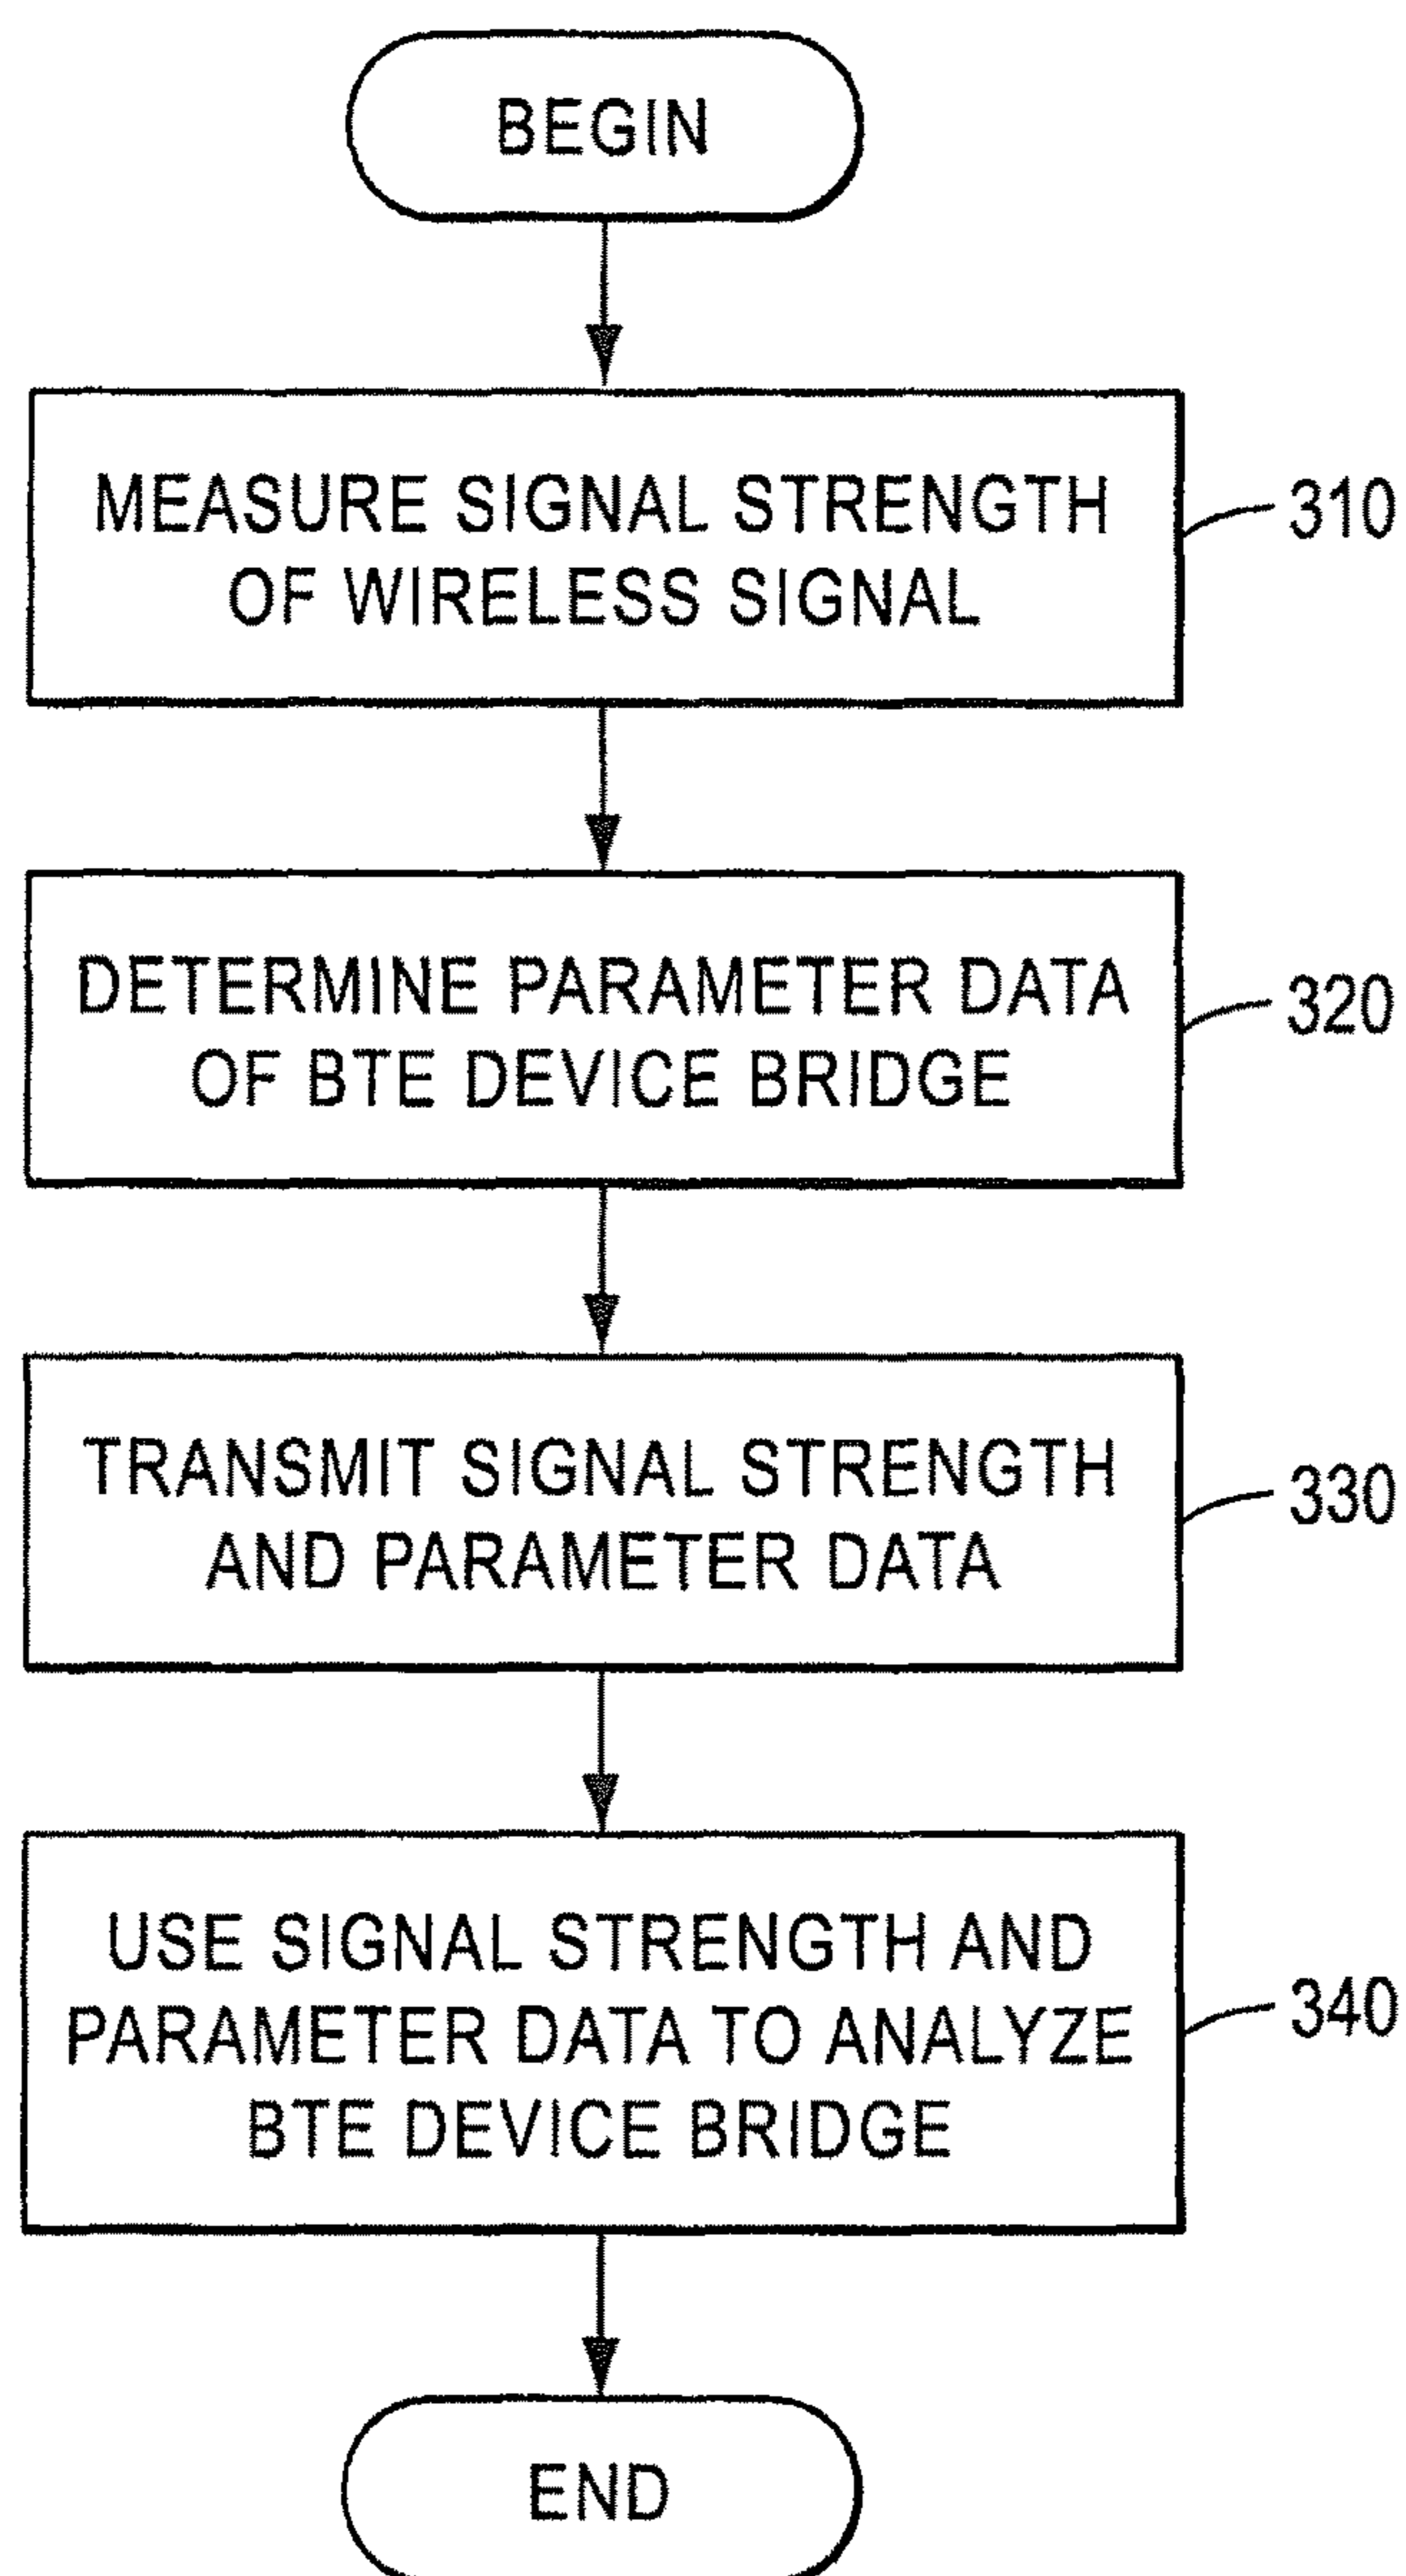 BEGIN
MEASURE SIGNAL STRENGTH
OF WIRELESS SIGNAL
310
DETERMINE PARAMETER DATA
OF BTE DEVICE BRIDGE
320
TRANSMIT SIGNAL STRENGTH
AND PARAMETER DATA
330
USE SIGNAL STRENGTH AND
PARAMETER DATA TO ANALYZE
BTE DEVICE BRIDGE
340
END